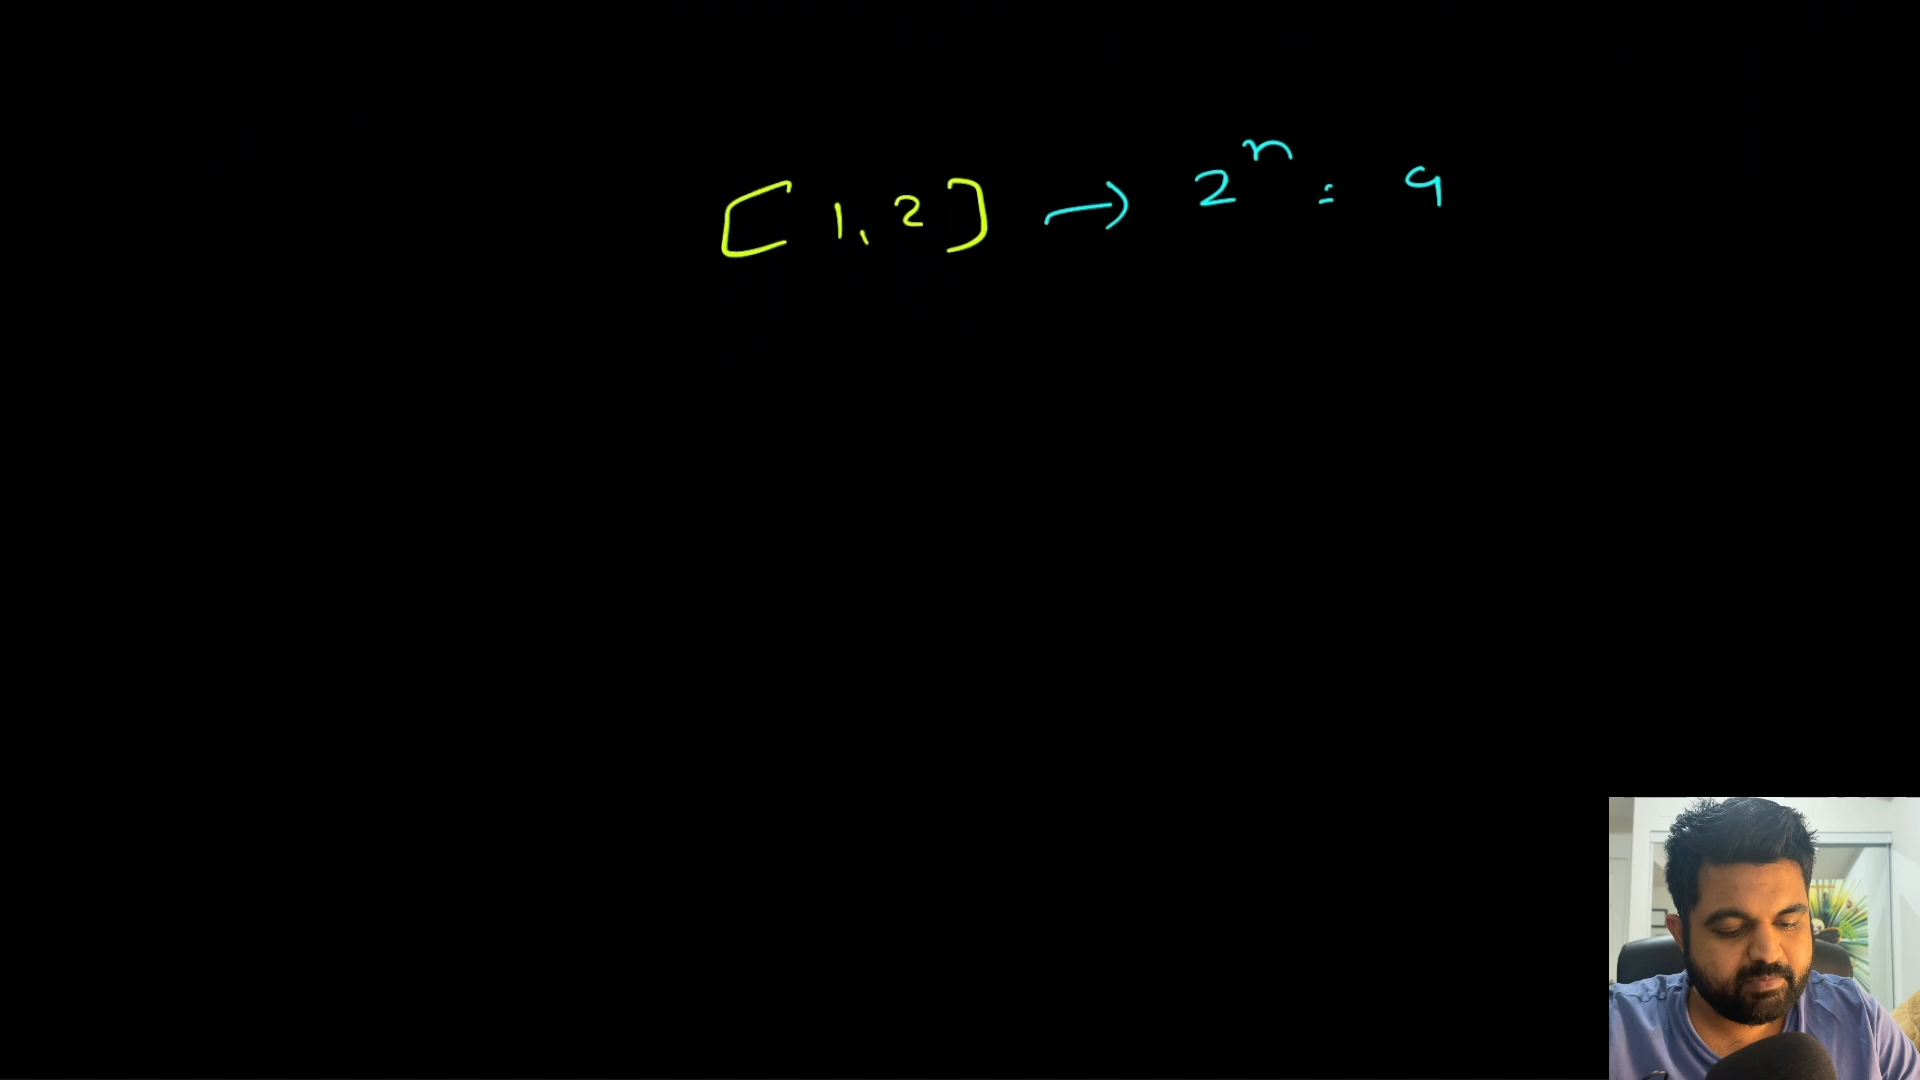 [ 1, 2 ] → 2ⁿ = 4